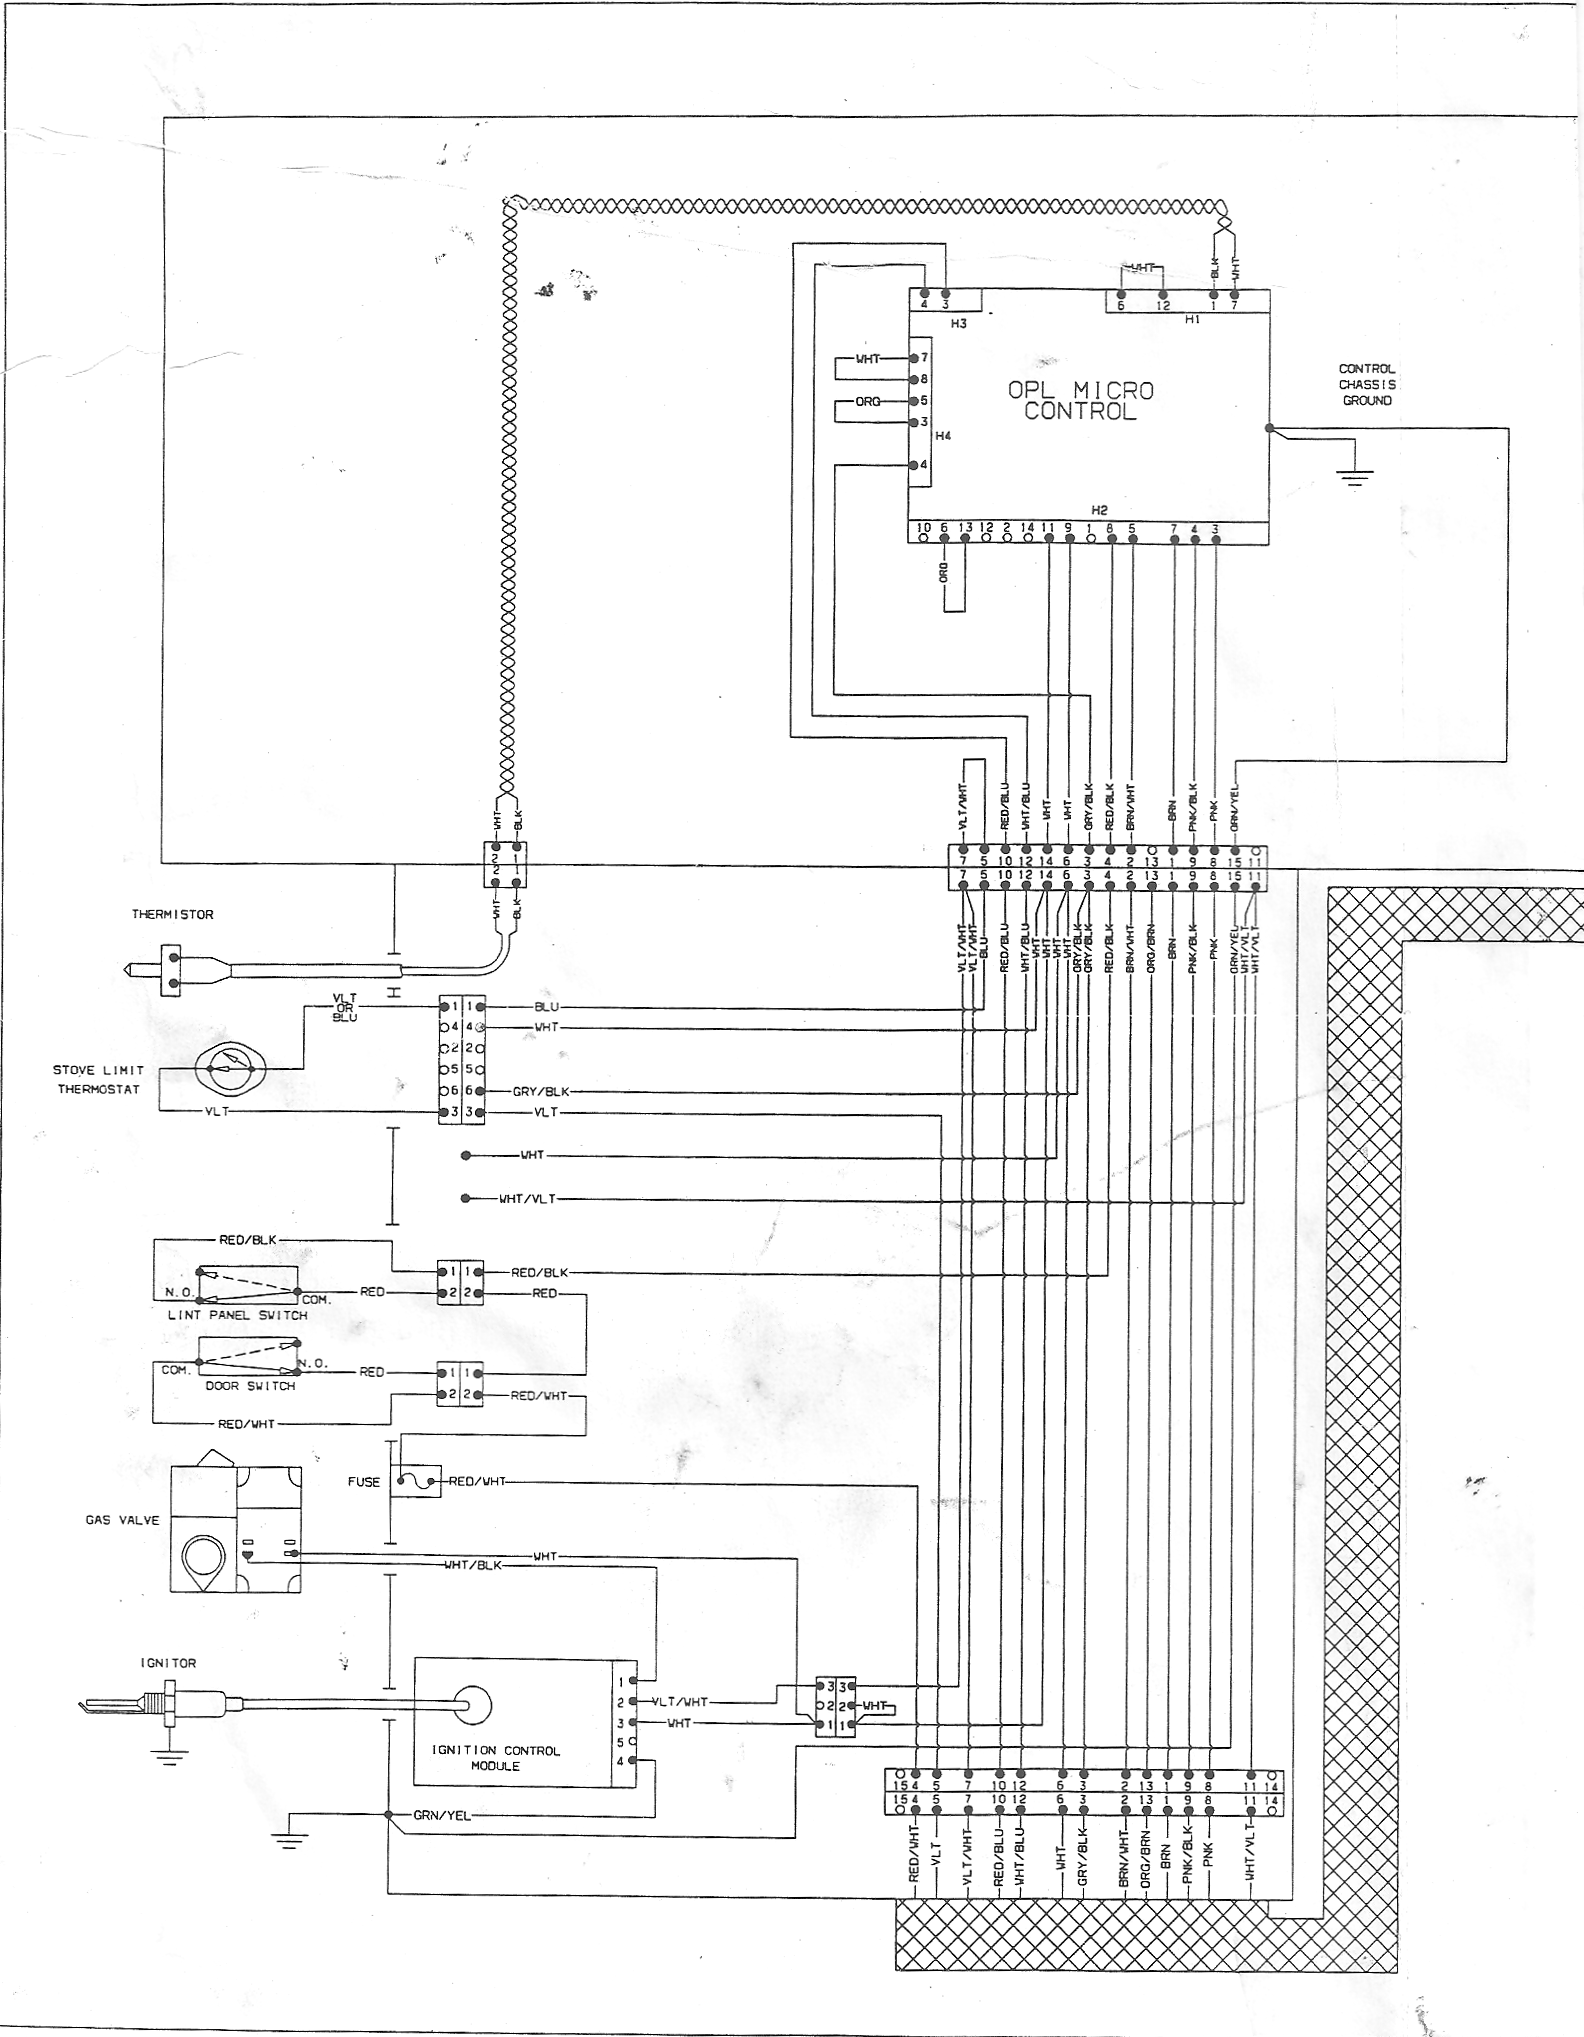 BLK
WHT
WHT
4 3
6 12 1 7
H3
H1
WHT
7
8
ORG
5
3
H4
4
OPL MICRO
CONTROL
CONTROL
CHASSIS
GROUND
H2
10 6 13 12 2 14 11 9 1 8 5 7 4 3
ORG
WHT
BLK
VLT/WHT
RED/BLU
WHT/BLU
WHT
WHT
GRY/BLK
RED/BLK
BRN/WHT
BRN
PNK/BLK
PNK
GRN/YEL
2 1
2 1
7 5 10 12 14 6 3 4 2 13 1 9 8 15 11
7 5 10 12 14 6 3 4 2 13 1 9 8 15 11
WHT
BLK
VLT/WHT
VLT/WHT
BLU
RED/BLU
WHT/BLU
WHT
WHT
WHT
WHT
GRY/BLK
GRY/BLK
RED/BLK
BRN/WHT
ORG/BRN
BRN
PNK/BLK
PNK
GRN/YEL
WHT/VLT
WHT/VLT
THERMISTOR
VLT
OR
BLU
1 1 BLU
4 4 WHT
2 2
5 5
6 6 GRY/BLK
3 3 VLT
STOVE LIMIT
THERMOSTAT
VLT
WHT
WHT/VLT
RED/BLK
1 1 RED/BLK
N.O.
COM.
RED
2 2 RED
LINT PANEL SWITCH
COM.
N.O.
RED
1 1
DOOR SWITCH
2 2 RED/WHT
RED/WHT
FUSE
RED/WHT
GAS VALVE
WHT
WHT/BLK
IGNITOR
1
2 VLT/WHT
3 WHT
5
4
3 3
2 2 WHT
1 1
IGNITION CONTROL
MODULE
GRN/YEL
15 4 5 7 10 12 6 3 2 13 1 9 8 11 14
15 4 5 7 10 12 6 3 2 13 1 9 8 11 14
RED/WHT
VLT
VLT/WHT
RED/BLU
WHT/BLU
WHT
GRY/BLK
BRN/WHT
ORG/BRN
BRN
PNK/BLK
PNK
WHT/VLT